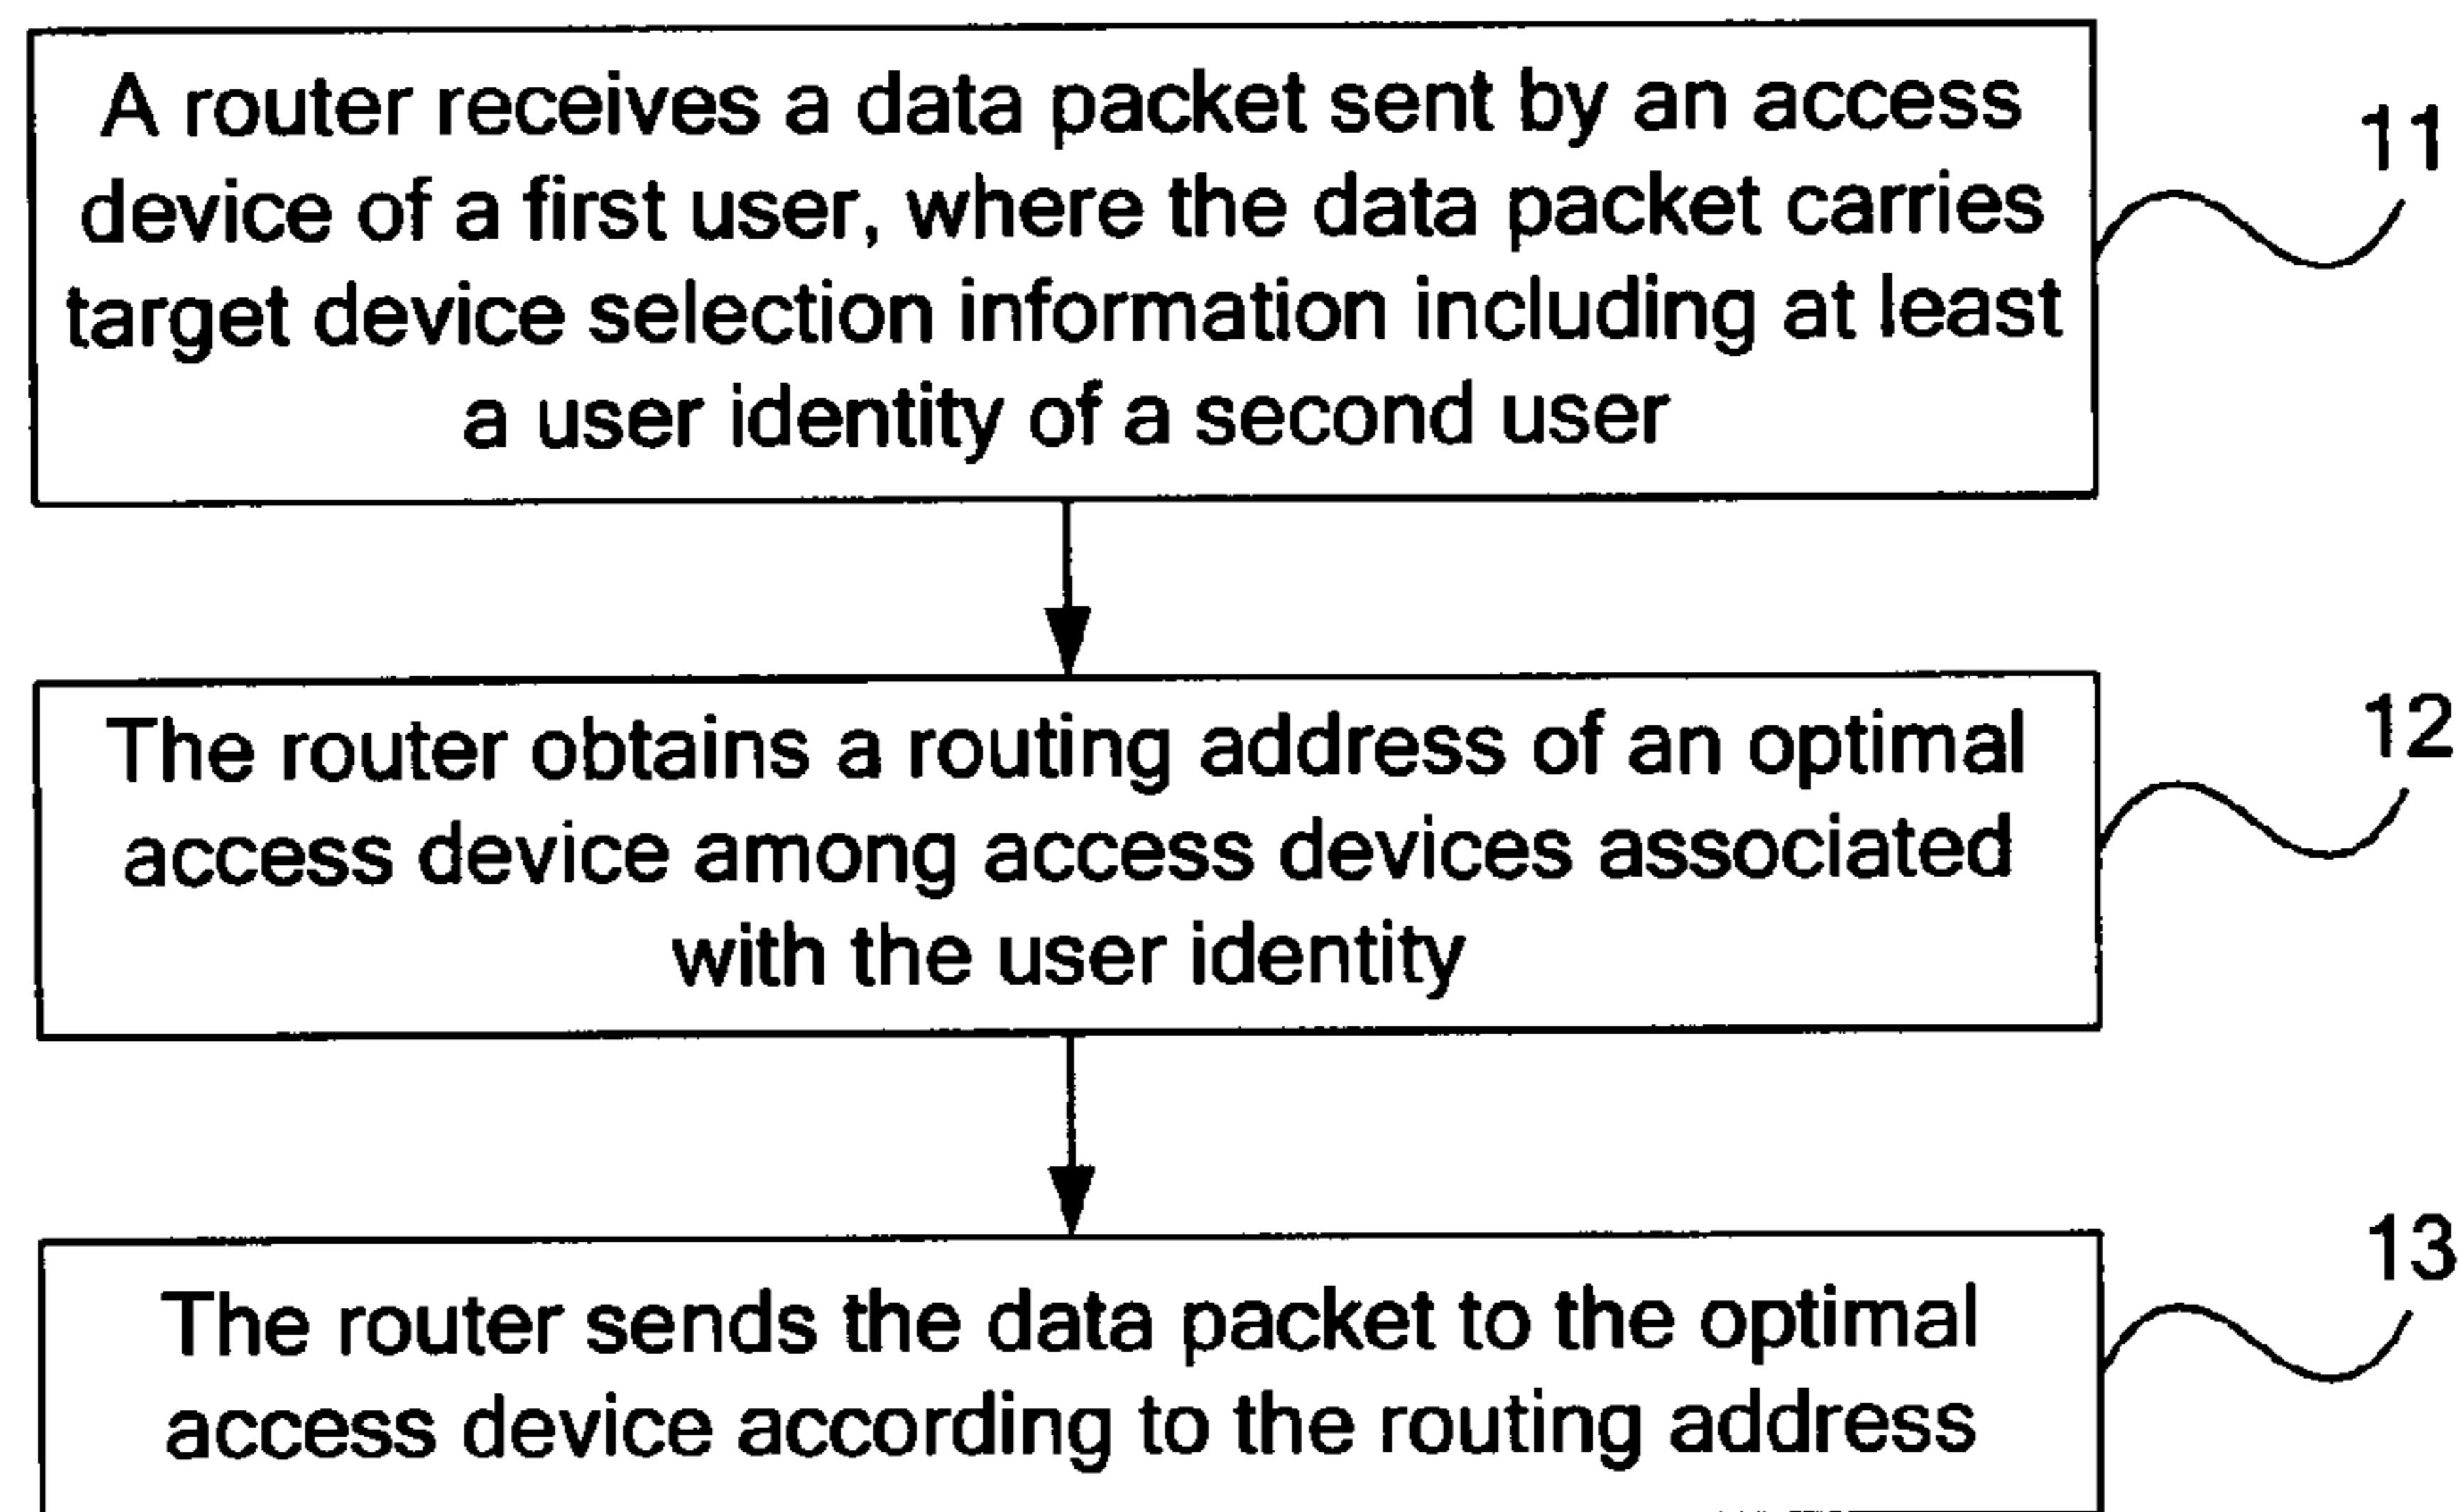 A router receives a data packet sent by an access
device of a first user, where the data packet carries
target device selection information including at least
a user identity of a second user
11
The router obtains a routing address of an optimal
access device among access devices associated
with the user identity
12
The router sends the data packet to the optimal
access device according to the routing address
13